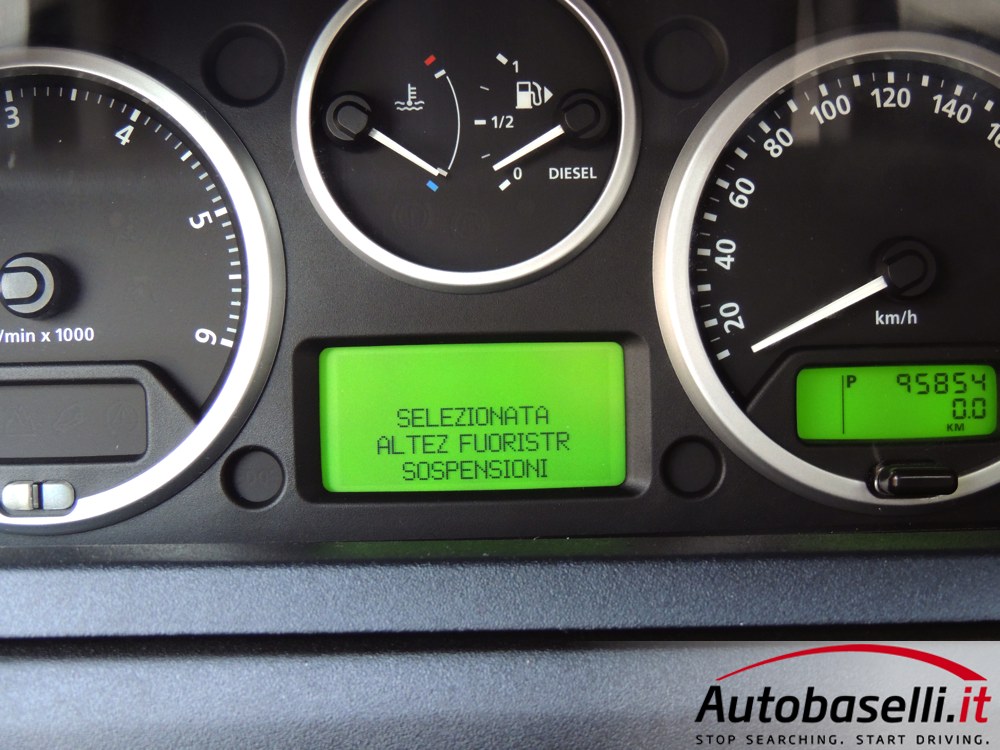 3
4
5
6
/min x 1000
1
1/2
0
DIESEL
20
40
60
80
100
120
140
km/h
SELEZIONATA
ALTEZ FUORISTR
SOSPENSIONI
P 95854
0.0
KM
Autobaselli.it
STOP SEARCHING. START DRIVING.